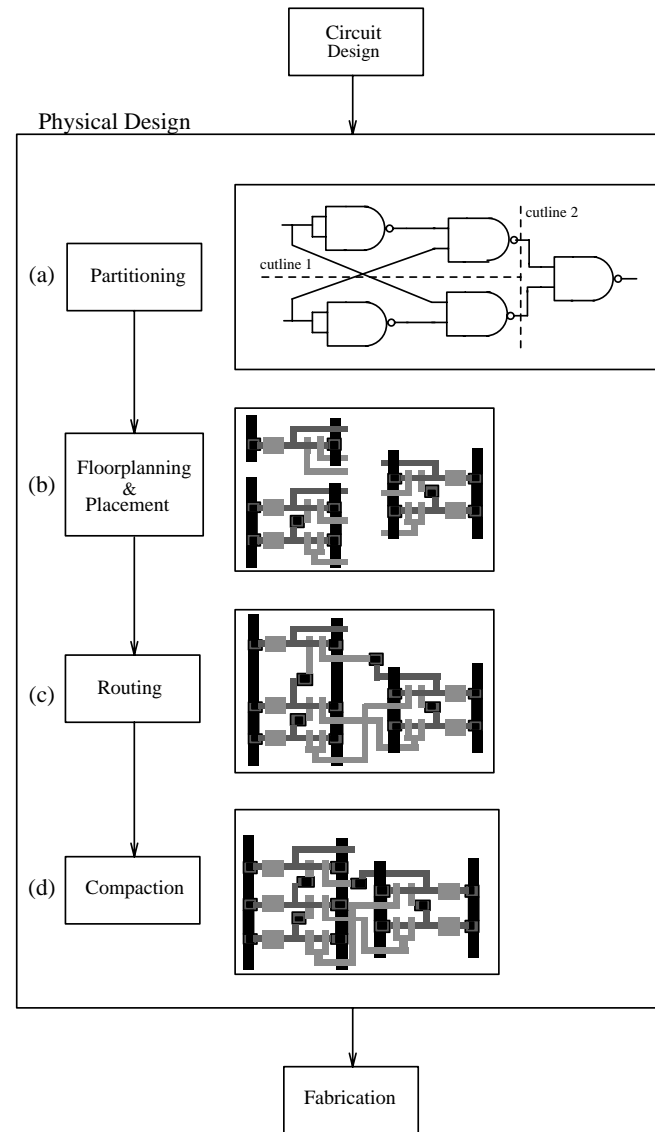 Circuit
Design
Physical Design
cutline 2
cutline 1
(a)
Partitioning
(b)
Floorplanning
&
Placement
(c)
Routing
(d)
Compaction
Fabrication